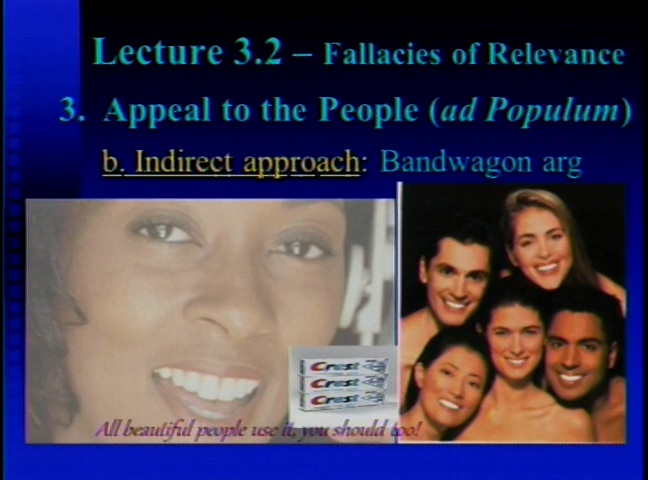 Lecture 3.2 – Fallacies of Relevance
3. Appeal to the People (ad Populum)
b. Indirect approach: Bandwagon arg
Crest
Crest
Crest
All beautiful people use it, you should too!